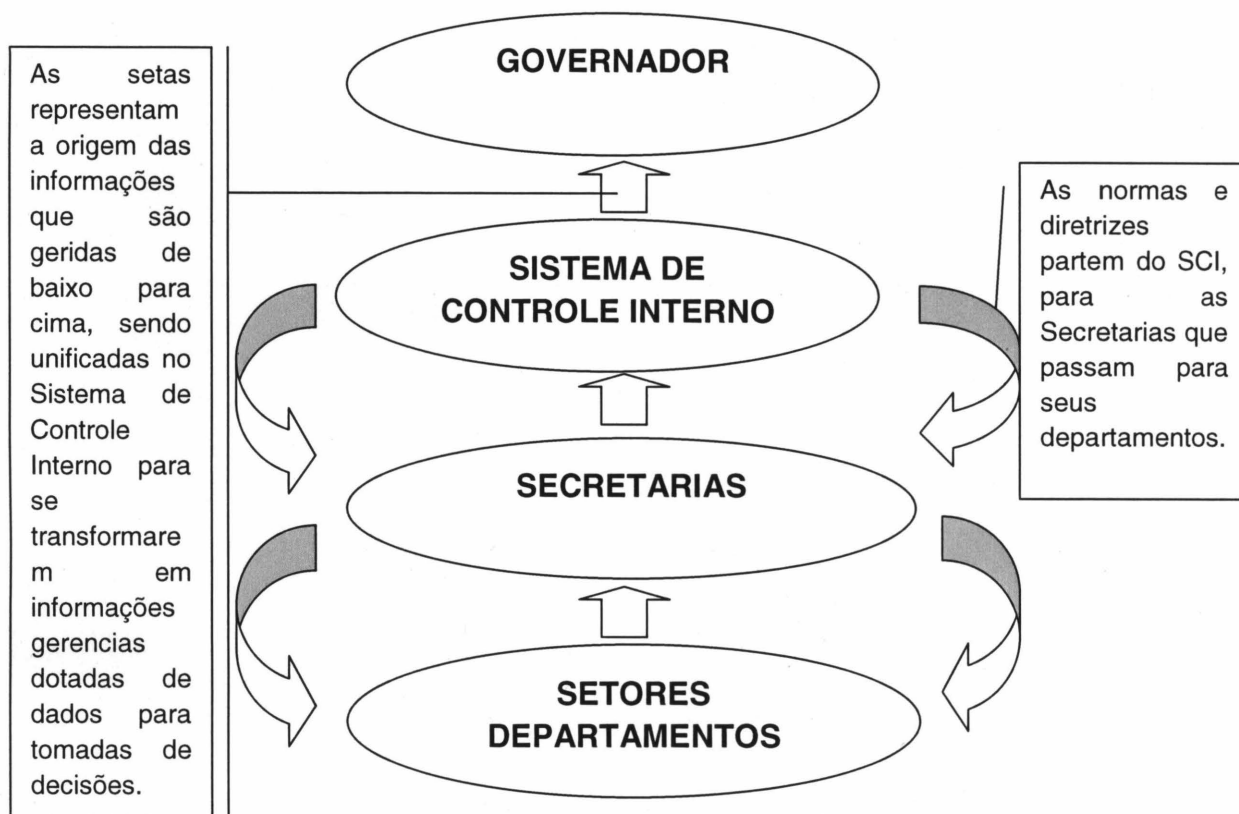 GOVERNADOR
As setas
representam
a origem das
informações
que são
geridas de
baixo para
cima, sendo
unificadas no
Sistema de
Controle
Interno para
se
transformare
m em
informações
gerencias
dotadas de
dados para
tomadas de
decisões.
SISTEMA DE
CONTROLE INTERNO
As normas e
diretrizes
partem do SCI,
para as
Secretarias que
passam para
seus
departamentos.
SECRETARIAS
SETORES
DEPARTAMENTOS